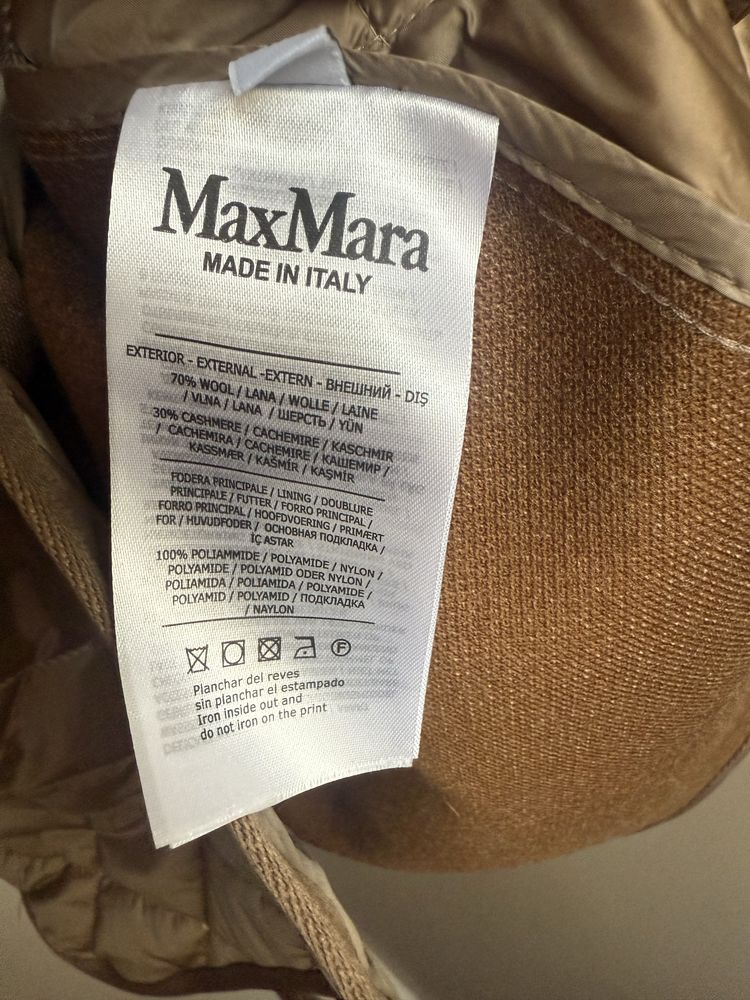 MaxMara
MADE IN ITALY
EXTERIOR - EXTERNAL -EXTERN - ВНЕШНИЙ - DIŞ
70% WOOL / LANA / WOLLE / LAINE
/ VLNA / LANA / ШЕРСТЬ / YÜN
30% CASHMERE / CACHEMIRE / KASCHMIR
/ CACHEMIRA / CACHEMIRE / КАШЕМИР /
KASSMÆR / KAŠMÍR / KAŞMİR
FODERA PRINCIPALE / LINING / DOUBLURE
PRINCIPALE / FUTTER / FORRO PRINCIPAL /
FORRO PRINCIPAL / HOOFDVOERING / PRIMÆRT
FOR / HUVUDFODER / ОСНОВНАЯ ПОДКЛАДКА /
İÇ ASTAR
100% POLIAMMIDE / POLYAMIDE / NYLON /
POLYAMIDE / POLYAMID ODER NYLON /
POLIAMIDA / POLIAMIDA / POLYAMIDE /
POLYAMID / POLYAMID / ПОДКЛАДКА
/ NAYLON
F
Planchar del reves
sin planchar el estampado
Iron inside out and
do not iron on the print